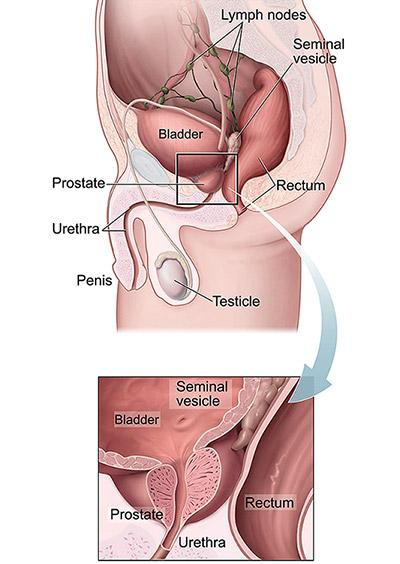 Lymph nodes
Seminal
vesicle
Bladder
Prostate
Rectum
Urethra
Penis
Testicle
Seminal
vesicle
Bladder
Prostate
Rectum
Urethra